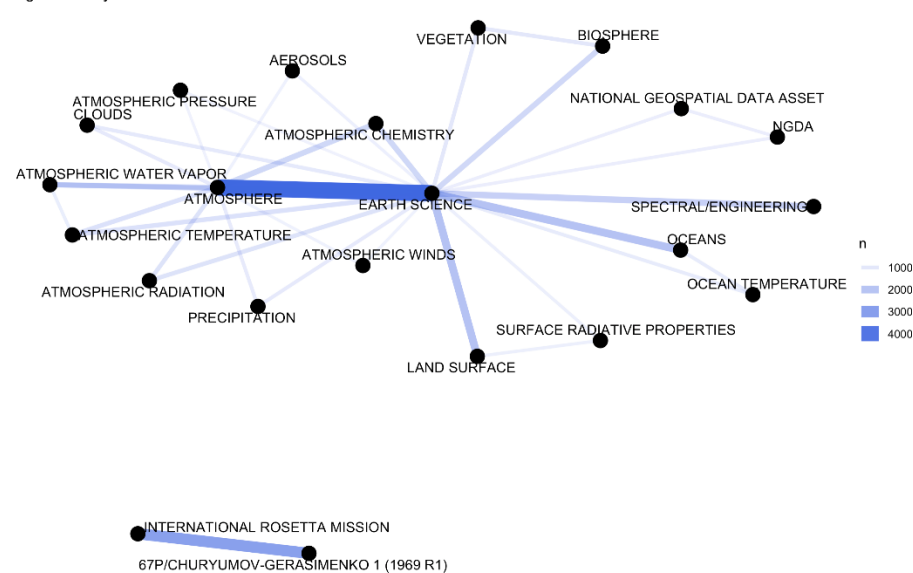 VEGETATION
BIOSPHERE
AEROSOLS
ATMOSPHERIC PRESSURE
NATIONAL GEOSPATIAL DATA ASSET
CLOUDS
NGDA
ATMOSPHERIC CHEMISTRY
ATMOSPHERIC WATER VAPOR
ATMOSPHERE
EARTH SCIENCE
SPECTRAL/ENGINEERING
ATMOSPHERIC TEMPERATURE
OCEANS
n
ATMOSPHERIC WINDS
1000
OCEAN TEMPERATURE
2000
ATMOSPHERIC RADIATION
3000
PRECIPITATION
SURFACE RADIATIVE PROPERTIES
4000
LAND SURFACE
INTERNATIONAL ROSETTA MISSION
67P/CHURYUMOV-GERASIMENKO 1 (1969 R1)